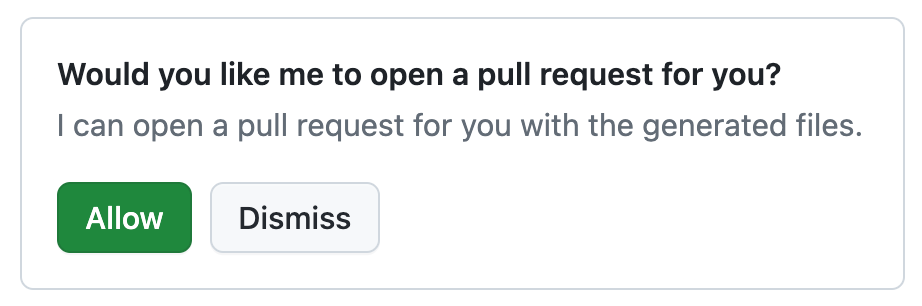 Would you like me to open a pull request for you?
I can open a pull request for you with the generated files.
Allow
Dismiss